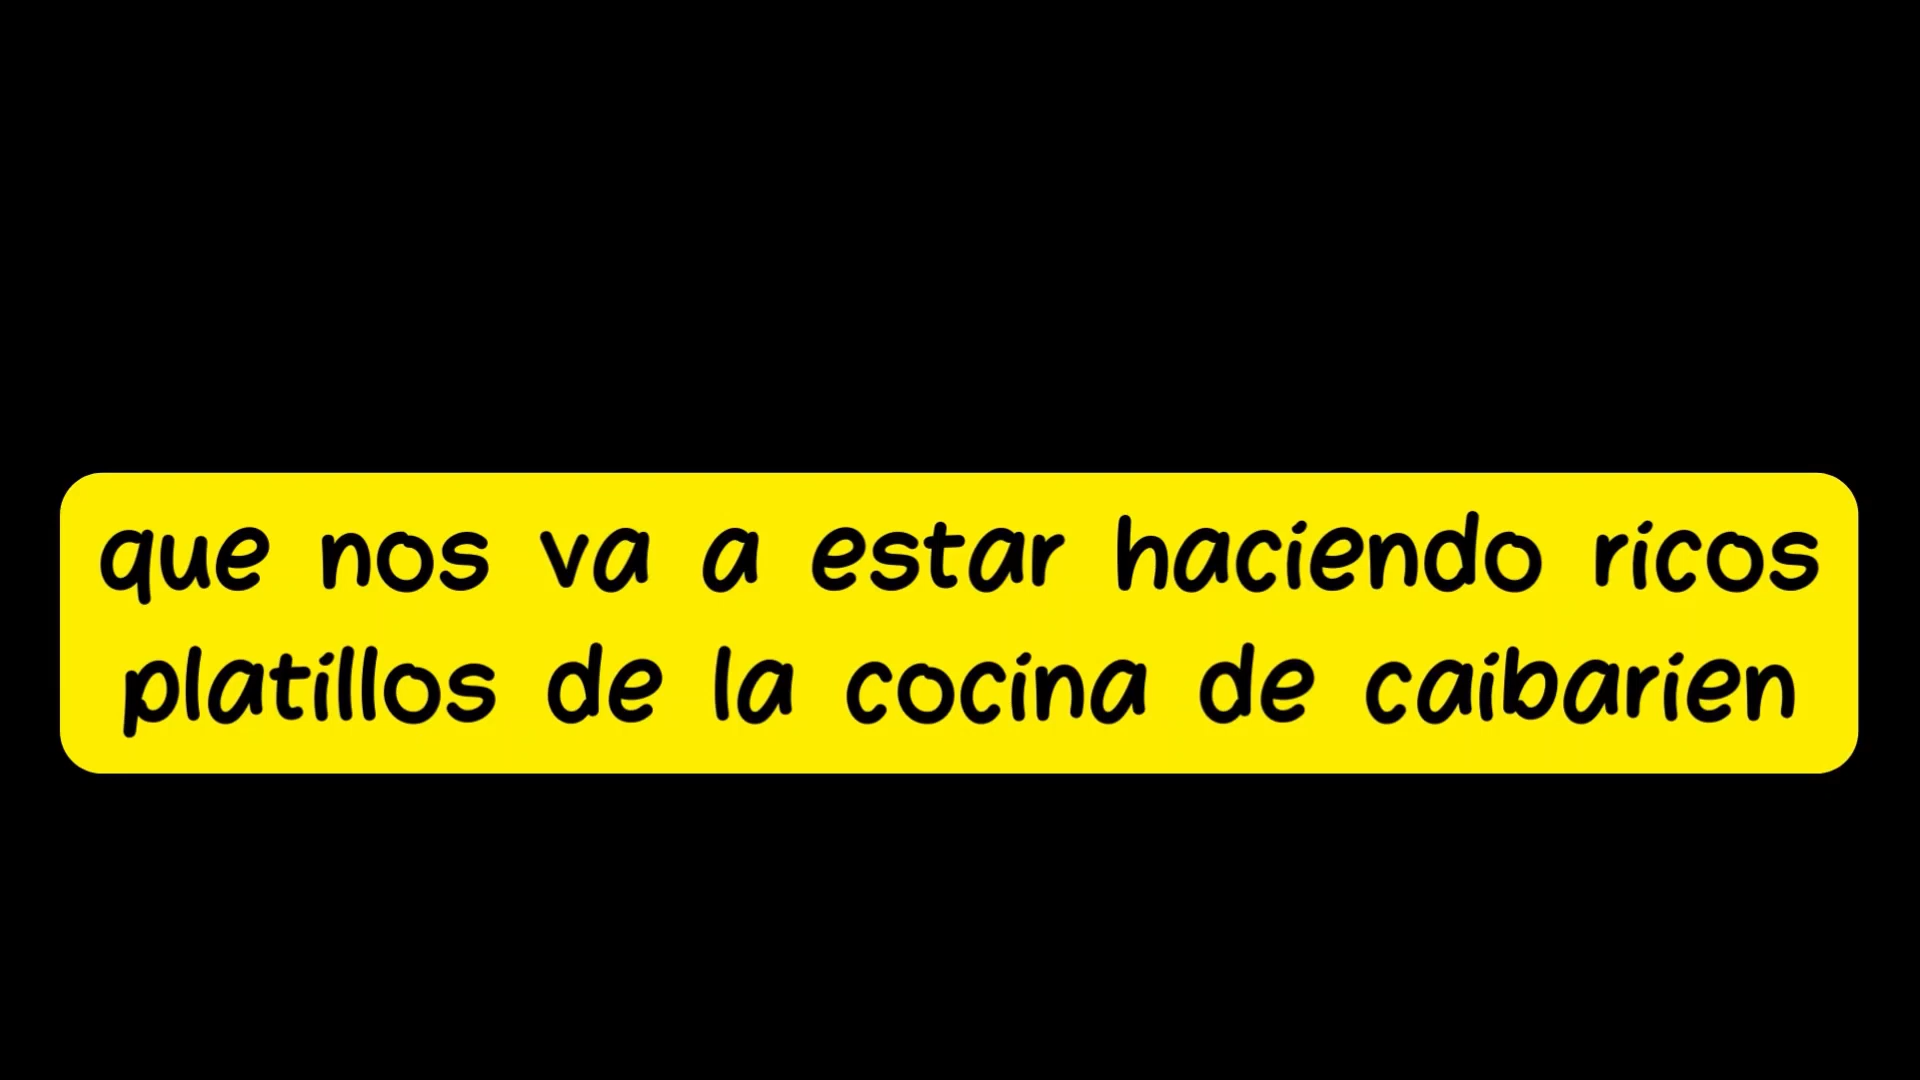 que nos va a estar haciendo ricos
platillos de la cocina de caibarien